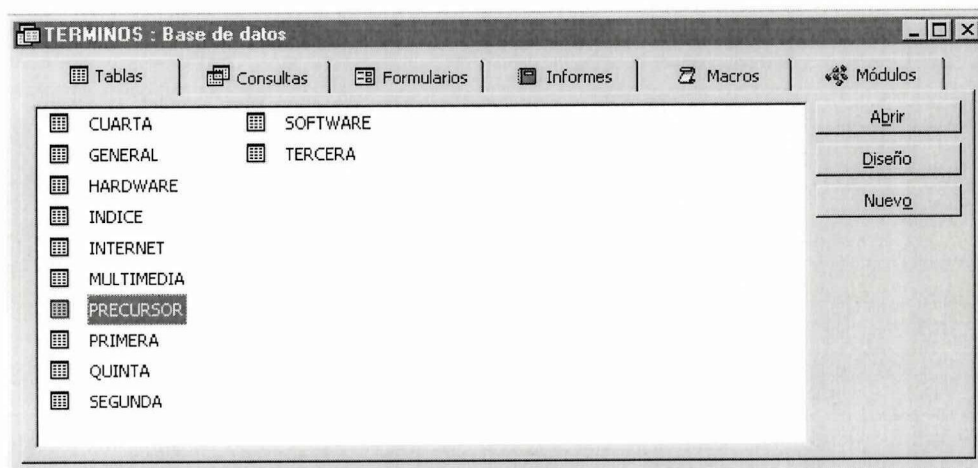 TERMINOS : Base de datos
Tablas Consultas Formularios Informes Macros Módulos
CUARTA
GENERAL
HARDWARE
INDICE
INTERNET
MULTIMEDIA
PRECURSOR
PRIMERA
QUINTA
SEGUNDA
SOFTWARE
TERCERA
Abrir
Diseño
Nuevo